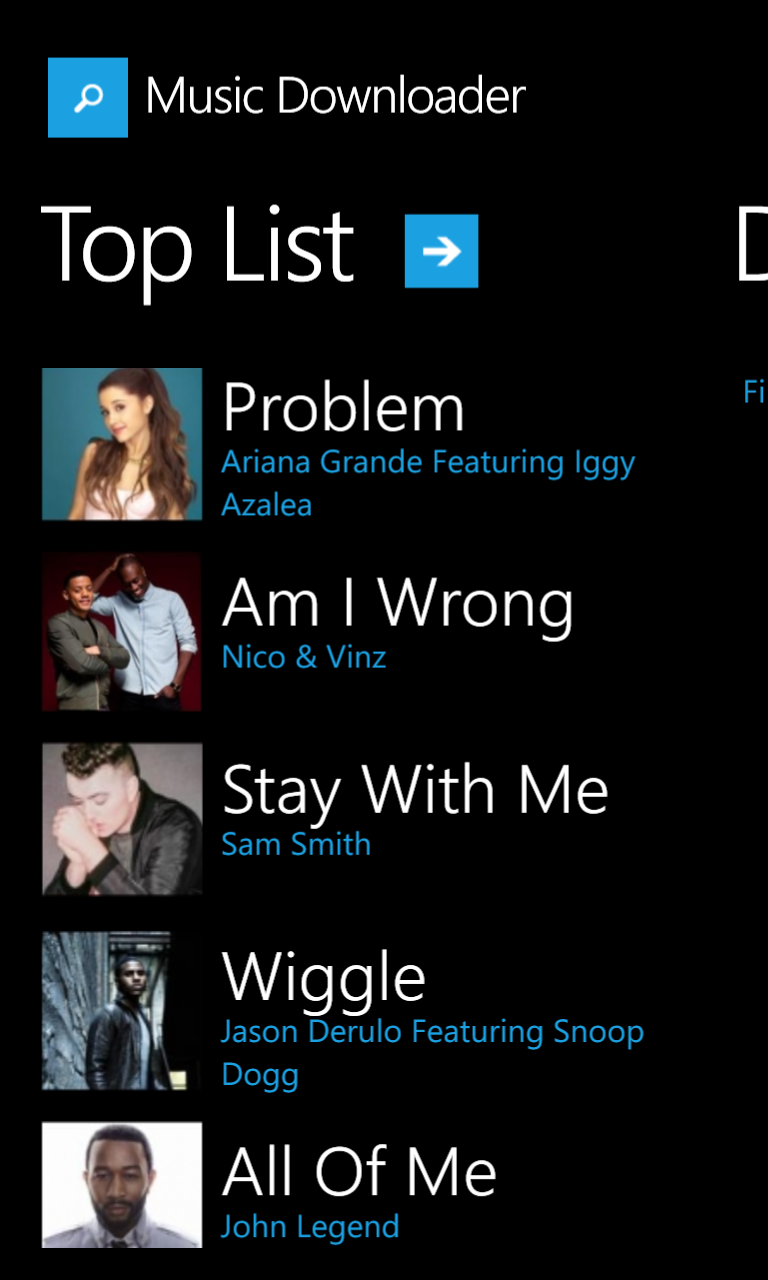 Music Downloader
Top List
Problem
Ariana Grande Featuring Iggy
Azalea
Am I Wrong
Nico & Vinz
Stay With Me
Sam Smith
Wiggle
Jason Derulo Featuring Snoop
Dogg
All Of Me
John Legend